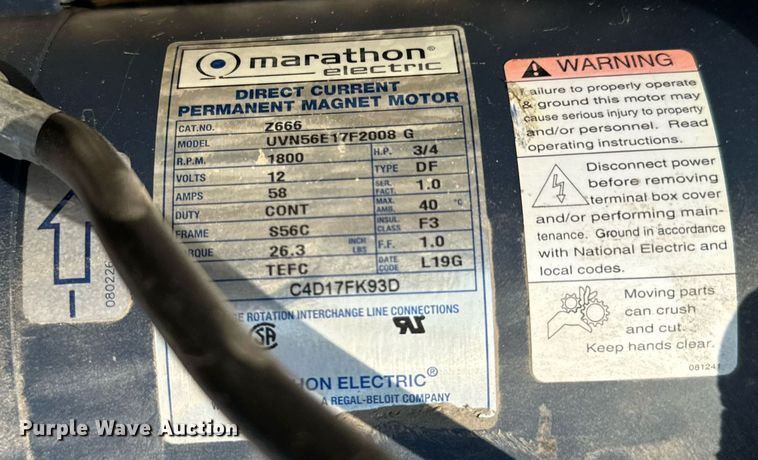 marathon®
electric
DIRECT CURRENT
PERMANENT MAGNET MOTOR
CAT.NO. Z666
MODEL UVN56E17F2008 G
R.P.M. 1800 H.P. 3/4
VOLTS 12 TYPE DF
AMPS 58 SER. FACT. 1.0
DUTY CONT MAX. AMB. 40 °C
FRAME S56C INSUL CLASS F3
26.3 INCH LBS F.F. 1.0
TEFC DATE CODE L19G
C4D17FK93D
ROTATION INTERCHANGE LINE CONNECTIONS
ELECTRIC®
A REGAL-BELOIT COMPANY
WARNING
Failure to properly operate
& ground this motor may
cause serious injury to property
and/or personnel. Read
operating instructions.
Disconnect power
before removing
terminal box cover
and/or performing main-
tenance. Ground in accordance
with National Electric and
local codes.
Moving parts
can crush
and cut.
Keep hands clear.
081241
080226
Purple Wave Auction